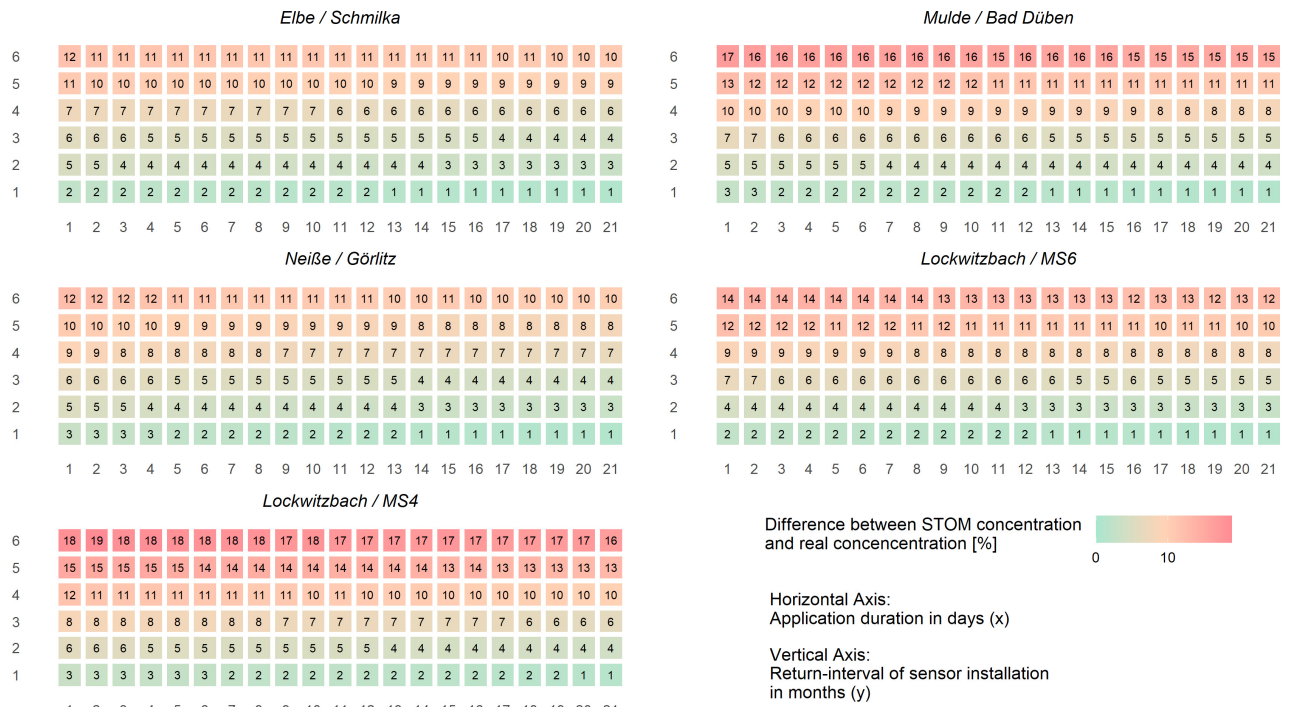 Elbe / Schmilka
6 12 11 11 11 11 11 11 11 11 11 11 11 11 11 11 11 10 11 10 10 10
5 11 10 10 10 10 10 10 10 10 10 10 10 9 9 9 9 9 9 9 9 9
4 7 7 7 7 7 7 7 7 7 7 6 6 6 6 6 6 6 6 6 6 6
3 6 6 6 5 5 5 5 5 5 5 5 5 5 5 5 5 4 4 4 4 4
2 5 5 4 4 4 4 4 4 4 4 4 4 4 4 3 3 3 3 3 3 3
1 2 2 2 2 2 2 2 2 2 2 2 2 1 1 1 1 1 1 1 1 1
1 2 3 4 5 6 7 8 9 10 11 12 13 14 15 16 17 18 19 20 21
Mulde / Bad Düben
6 17 16 16 16 16 16 16 16 16 16 15 16 16 16 16 15 15 15 15 15 15
5 13 12 12 12 12 12 12 12 12 12 11 11 11 11 11 11 11 11 11 11 11
4 10 10 10 9 10 10 9 9 9 9 9 9 9 9 9 9 8 8 8 8 8
3 7 7 6 6 6 6 6 6 6 6 6 6 5 5 5 5 5 5 5 5 5
2 5 5 5 5 5 5 4 4 4 4 4 4 4 4 4 4 4 4 4 4 4
1 3 3 2 2 2 2 2 2 2 2 2 2 1 1 1 1 1 1 1 1 1
1 2 3 4 5 6 7 8 9 10 11 12 13 14 15 16 17 18 19 20 21
Neiße / Görlitz
6 12 12 12 12 11 11 11 11 11 11 11 11 10 10 11 10 10 10 10 10 10
5 10 10 10 10 9 9 9 9 9 9 9 9 9 8 8 8 8 8 8 8 8
4 9 9 8 8 8 8 8 8 7 7 7 7 7 7 7 7 7 7 7 7 7
3 6 6 6 6 5 5 5 5 5 5 5 5 5 4 4 4 4 4 4 4 4
2 5 5 5 4 4 4 4 4 4 4 4 4 4 3 3 3 3 3 3 3 3
1 3 3 3 3 2 2 2 2 2 2 2 2 2 1 1 1 1 1 1 1 1
1 2 3 4 5 6 7 8 9 10 11 12 13 14 15 16 17 18 19 20 21
Lockwitzbach / MS6
6 14 14 14 14 14 14 14 14 13 13 13 13 13 13 13 12 13 13 12 13 12
5 12 12 12 12 11 12 12 11 12 11 11 11 11 11 11 11 10 11 11 10 10
4 9 9 9 9 9 9 9 8 8 8 8 8 8 8 8 8 8 8 8 8 8
3 7 7 6 6 6 6 6 6 6 6 6 6 6 5 5 6 5 5 5 5 5
2 4 4 4 4 4 4 4 4 4 4 4 3 3 3 3 3 3 3 3 3 3
1 2 2 2 2 2 2 2 2 2 2 2 2 1 1 1 1 1 1 1 1 1
1 2 3 4 5 6 7 8 9 10 11 12 13 14 15 16 17 18 19 20 21
Lockwitzbach / MS4
6 18 19 18 18 18 18 18 18 17 18 17 17 17 17 17 17 17 17 17 17 16
5 15 15 15 15 15 14 14 14 14 14 14 14 14 14 13 14 13 13 13 13 13
4 12 11 11 11 11 11 11 11 11 10 11 11 10 10 10 10 10 10 10 10 10
3 8 8 8 8 8 8 8 8 7 7 7 7 7 7 7 7 7 6 6 6 6
2 6 6 6 5 5 5 5 5 5 5 5 5 4 4 4 4 4 4 4 4 4
1 3 3 3 3 3 3 2 2 2 2 2 2 2 2 2 2 2 2 2 1 1
Difference between STOM concentration
and real concencentration [%]
0 10
Horizontal Axis:
Application duration in days (x)
Vertical Axis:
Return-interval of sensor installation
in months (y)